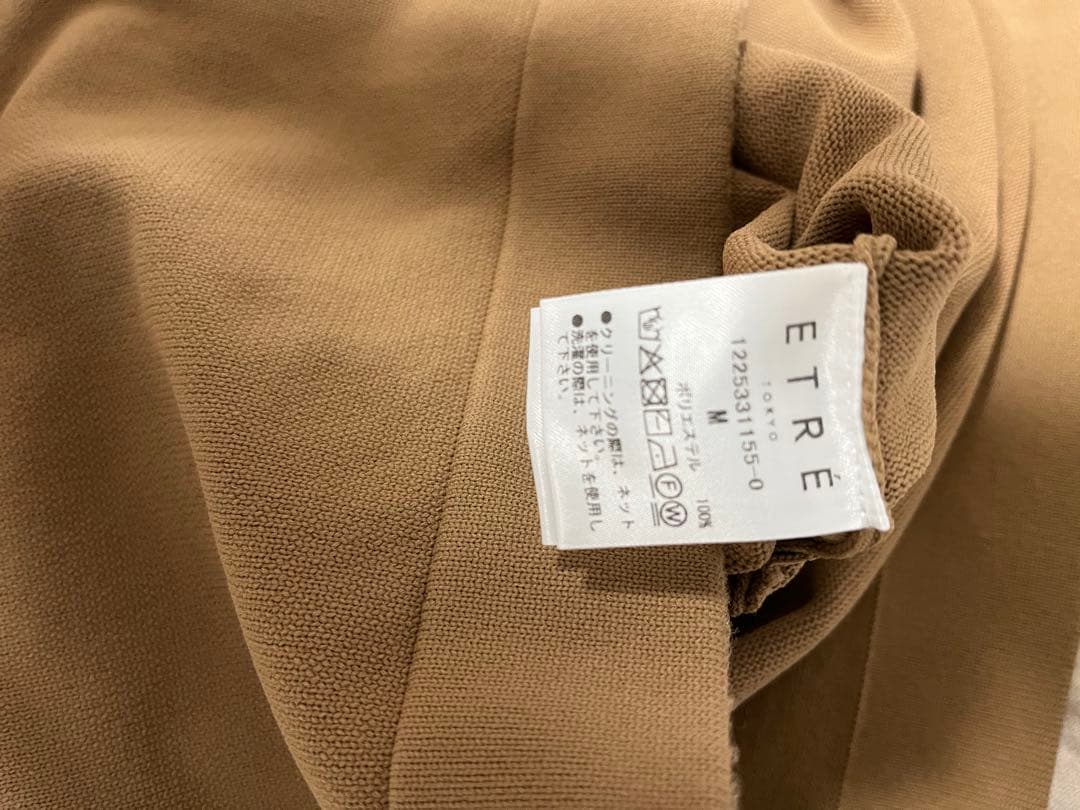 ETRÉ
TOKYO
1225331155-0
M
ポリエステル 100%
F W
●クリーニングの際は、ネット
を使用して下さい。
●洗濯の際は、ネットを使用し
て下さい。